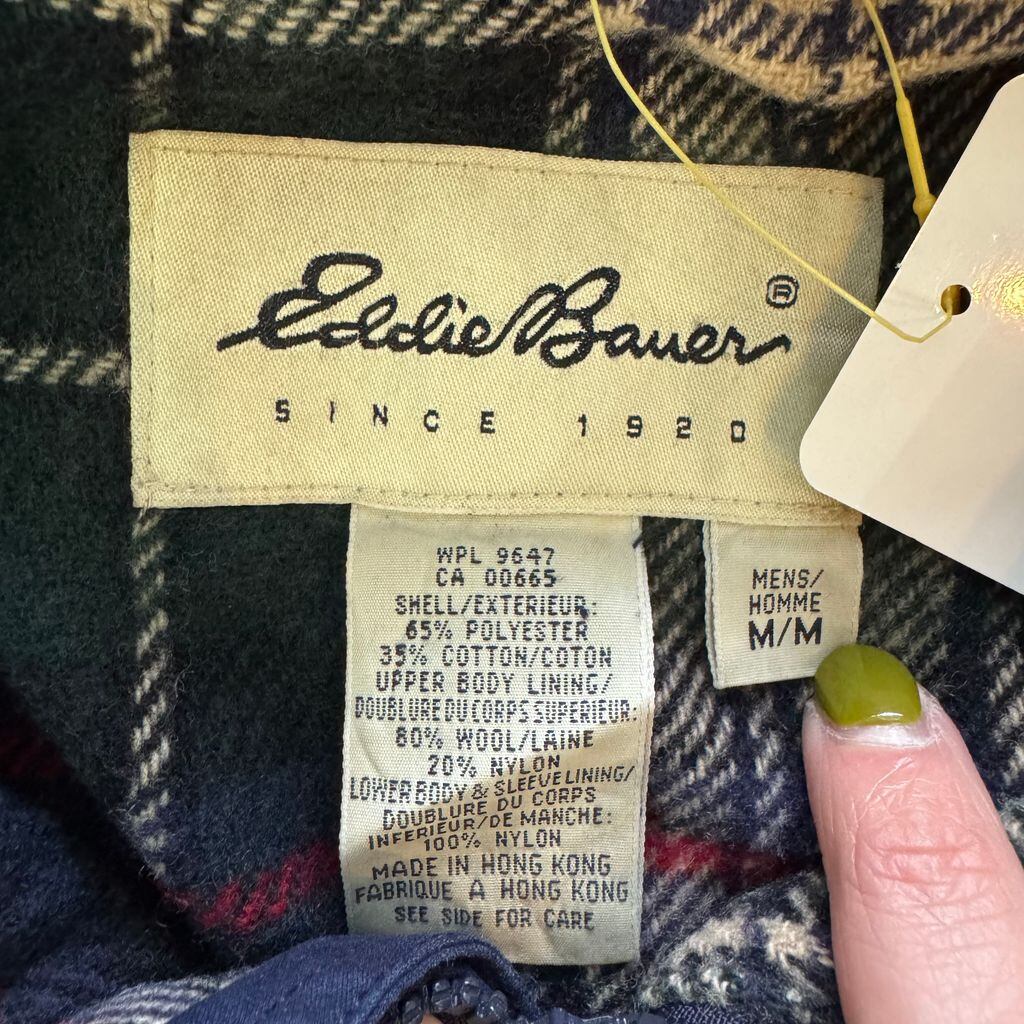 Eddie Bauer ®
SINCE 1920
WPL 9647
CA 00665
SHELL/EXTERIEUR:
65% POLYESTER
35% COTTON/COTON
UPPER BODY LINING/
DOUBLURE DU CORPS SUPERIEUR:
80% WOOL/LAINE
20% NYLON
LOWER BODY & SLEEVE LINING/
DOUBLURE DU CORPS
INFERIEUR/DE MANCHE:
100% NYLON
MADE IN HONG KONG
FABRIQUE A HONG KONG
SEE SIDE FOR CARE
MENS/
HOMME
M/M